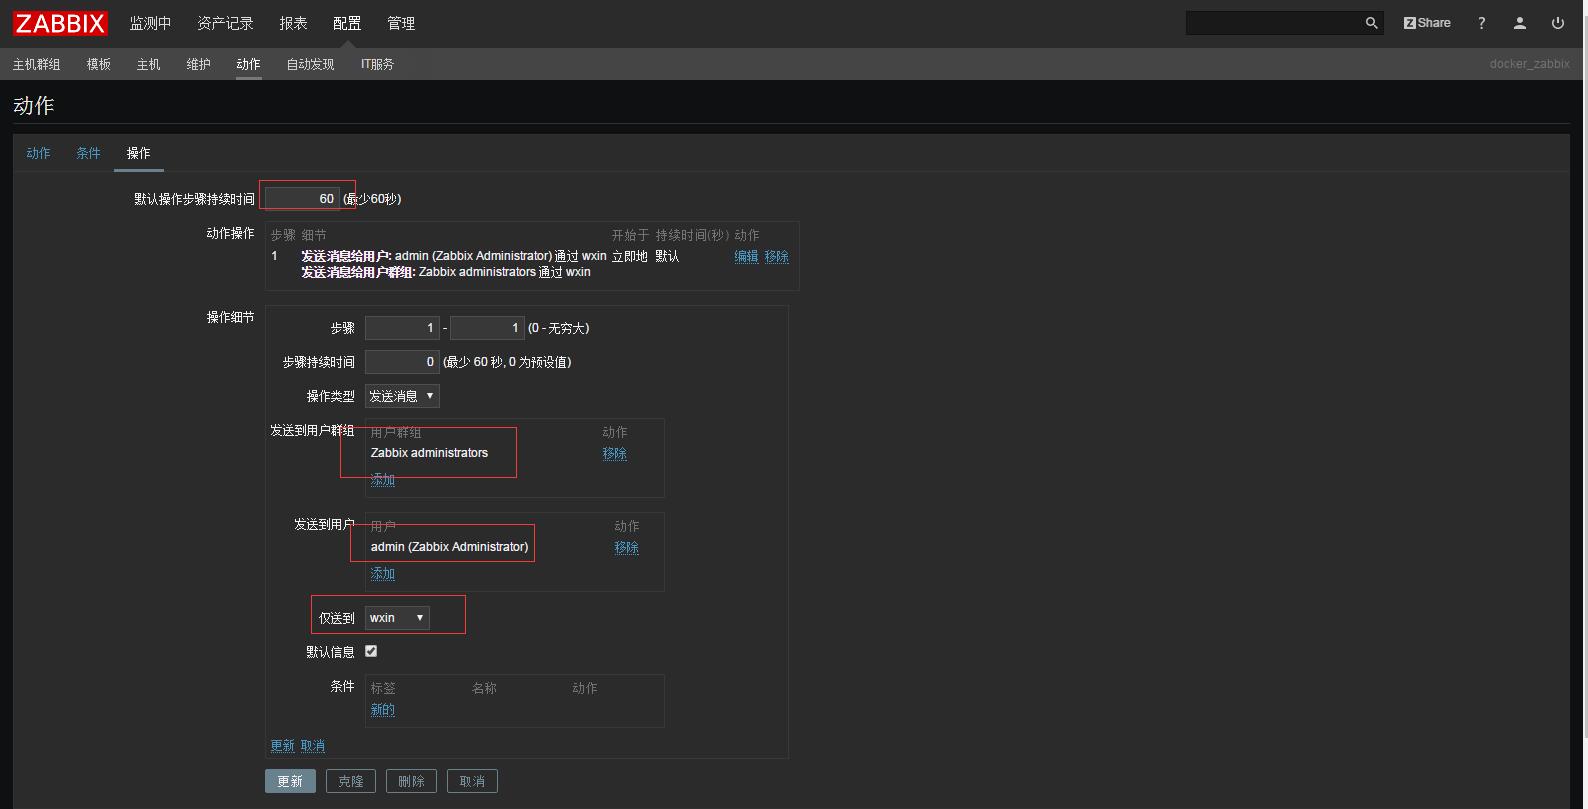 ZABBIX 监测中 资产记录 报表 配置 管理 Z Share ?
主机群组 模板 主机 维护 动作 自动发现 IT服务 docker_zabbix
动作
动作 条件 操作
默认操作步骤持续时间 60 (最少60秒)
动作操作 步骤 细节 开始于 持续时间(秒) 动作
1 发送消息给用户: admin (Zabbix Administrator) 通过 wxin 立即地 默认 编辑 移除
发送消息给用户群组: Zabbix administrators 通过 wxin
操作细节
步骤 1 - 1 (0 - 无穷大)
步骤持续时间 0 (最少 60 秒, 0 为预设值)
操作类型 发送消息
发送到用户群组 用户群组 动作
Zabbix administrators 移除
添加
发送到用户 用户 动作
admin (Zabbix Administrator) 移除
添加
仅送到 wxin
默认信息
条件 标签 名称 动作
新的
更新 取消
更新 克隆 删除 取消